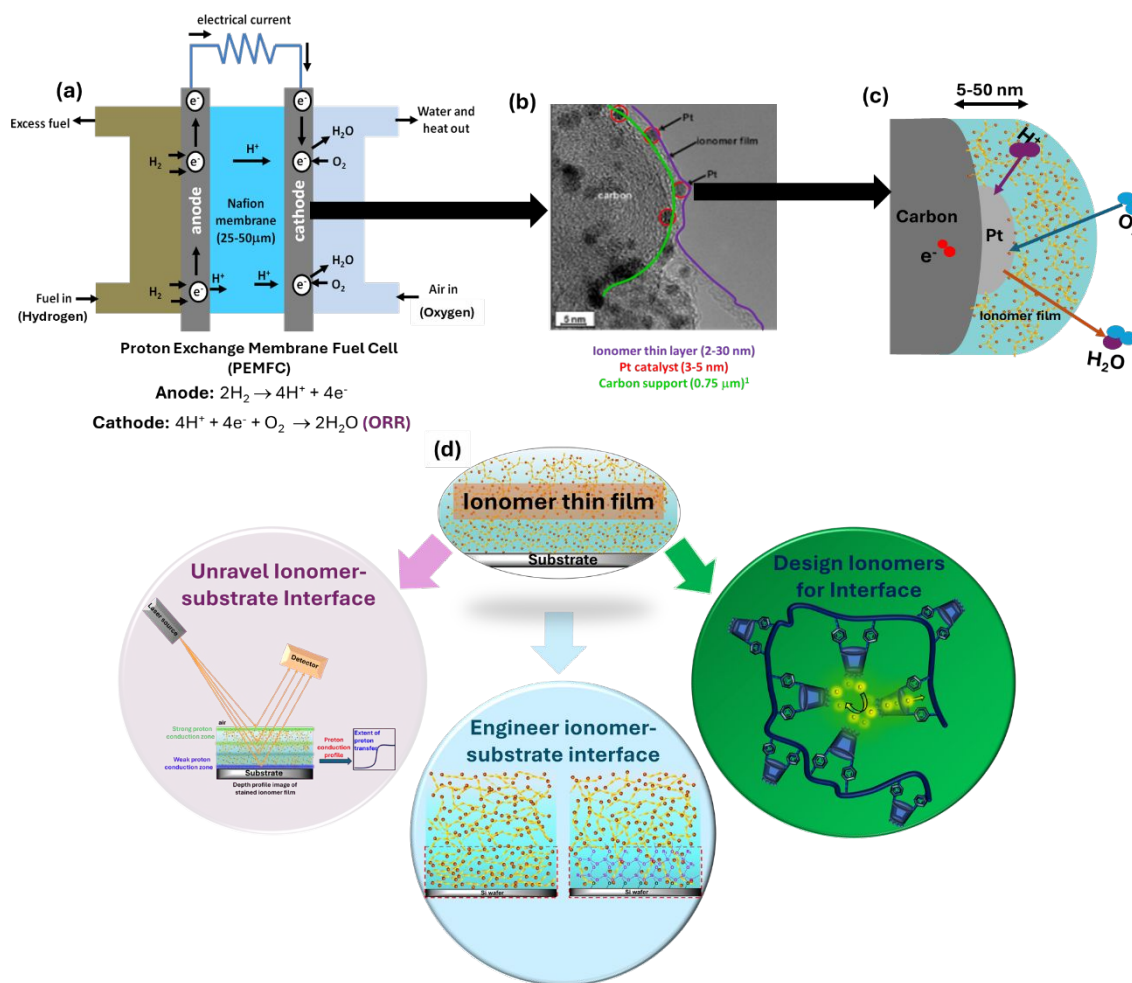 electrical current
(a)
Excess fuel
Water and
heat out
e-
e-
H2O
H2
H+
e-
e-
O2
anode
Nafion
membrane
(25-50μm)
cathode
H2O
H+
H+
H2
e-
e-
O2
Fuel in
(Hydrogen)
Air in
(Oxygen)
Proton Exchange Membrane Fuel Cell
(PEMFC)
Anode: 2H2 → 4H+ + 4e-
Cathode: 4H+ + 4e- + O2 → 2H2O (ORR)
(b)
Pt
ionomer film
Pt
carbon
5 nm
Ionomer thin layer (2-30 nm)
Pt catalyst (3-5 nm)
Carbon support (0.75 μm)1
(c)
5-50 nm
H+
Carbon
Pt
e-
Ionomer film
H2O
(d)
Ionomer thin film
Substrate
Unravel Ionomer-
substrate Interface
Laser source
Detector
air
Strong proton
conduction zone
Weak proton
conduction zone
Substrate
Depth profile image of
stained ionomer film
Proton
conduction
profile
Extent of
proton
transfer
Engineer ionomer-
substrate interface
Si wafer
Si wafer
Design Ionomers
for Interface